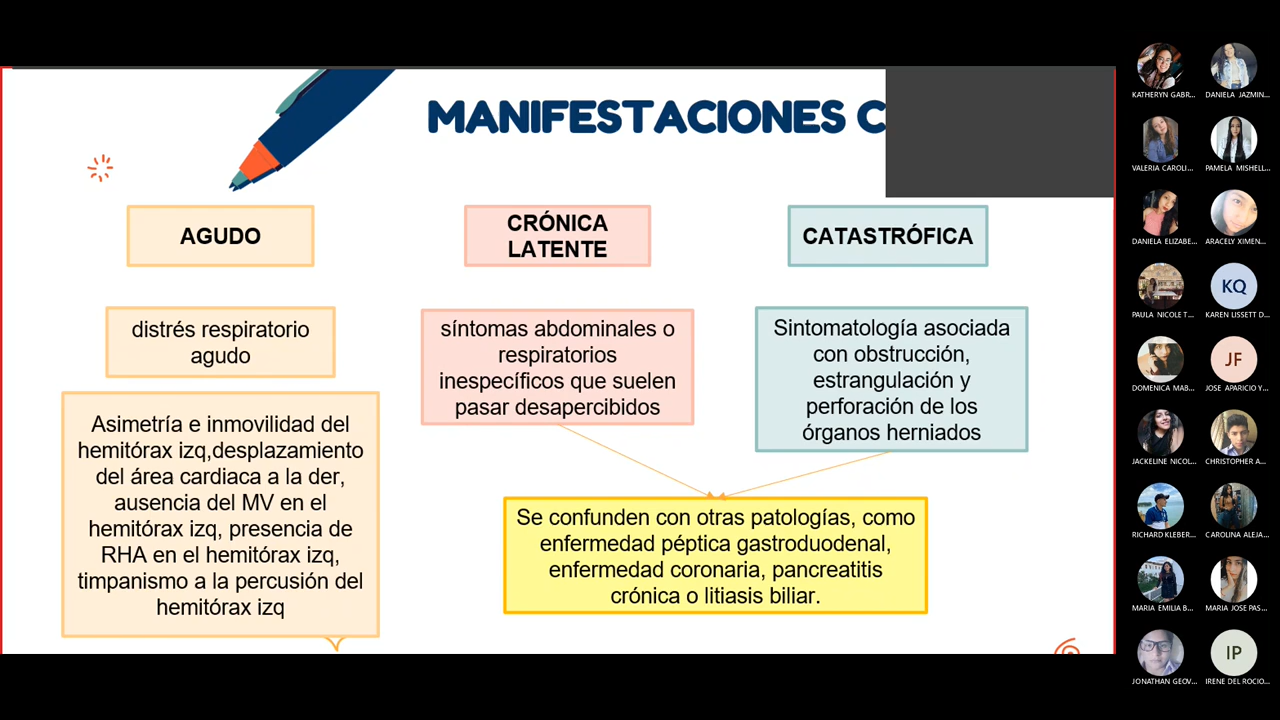 MANIFESTACIONES C
AGUDO
distrés respiratorio
agudo
Asimetría e inmovilidad del
hemitórax izq,desplazamiento
del área cardiaca a la der,
ausencia del MV en el
hemitórax izq, presencia de
RHA en el hemitórax izq,
timpanismo a la percusión del
hemitórax izq
CRÓNICA
LATENTE
síntomas abdominales o
respiratorios
inespecíficos que suelen
pasar desapercibidos
CATASTRÓFICA
Sintomatología asociada
con obstrucción,
estrangulación y
perforación de los
órganos herniados
Se confunden con otras patologías, como
enfermedad péptica gastroduodenal,
enfermedad coronaria, pancreatitis
crónica o litiasis biliar.
KATHERYN GABR...
DANIELA JAZMIN...
VALERIA CAROLI...
PAMELA MISHELL...
DANIELA ELIZABE...
ARACELY XIMEN...
PAULA NICOLE T...
KQ
KAREN LISSETT D...
DOMENICA MAB...
JF
JOSE APARICIO Y...
JACKELINE NICOL...
CHRISTOPHER A...
RICHARD KLEBER...
CAROLINA ALEJA...
MARIA EMILIA B...
MARIA JOSE PAS...
JONATHAN GEOV...
IP
IRENE DEL ROCIO...